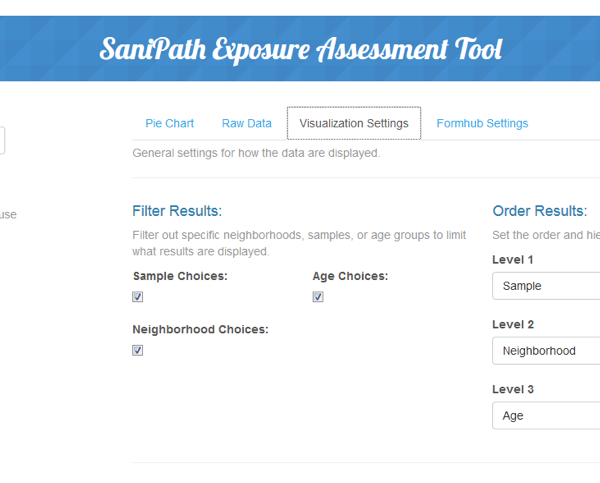 SaniPath Exposure Assessment Tool
Pie Chart Raw Data Visualization Settings Formhub Settings
General settings for how the data are displayed.
use
Filter Results:
Filter out specific neighborhoods, samples, or age groups to limit
what results are displayed.
Sample Choices: Age Choices:
Neighborhood Choices:
Order Results:
Set the order and hie
Level 1
Sample
Level 2
Neighborhood
Level 3
Age